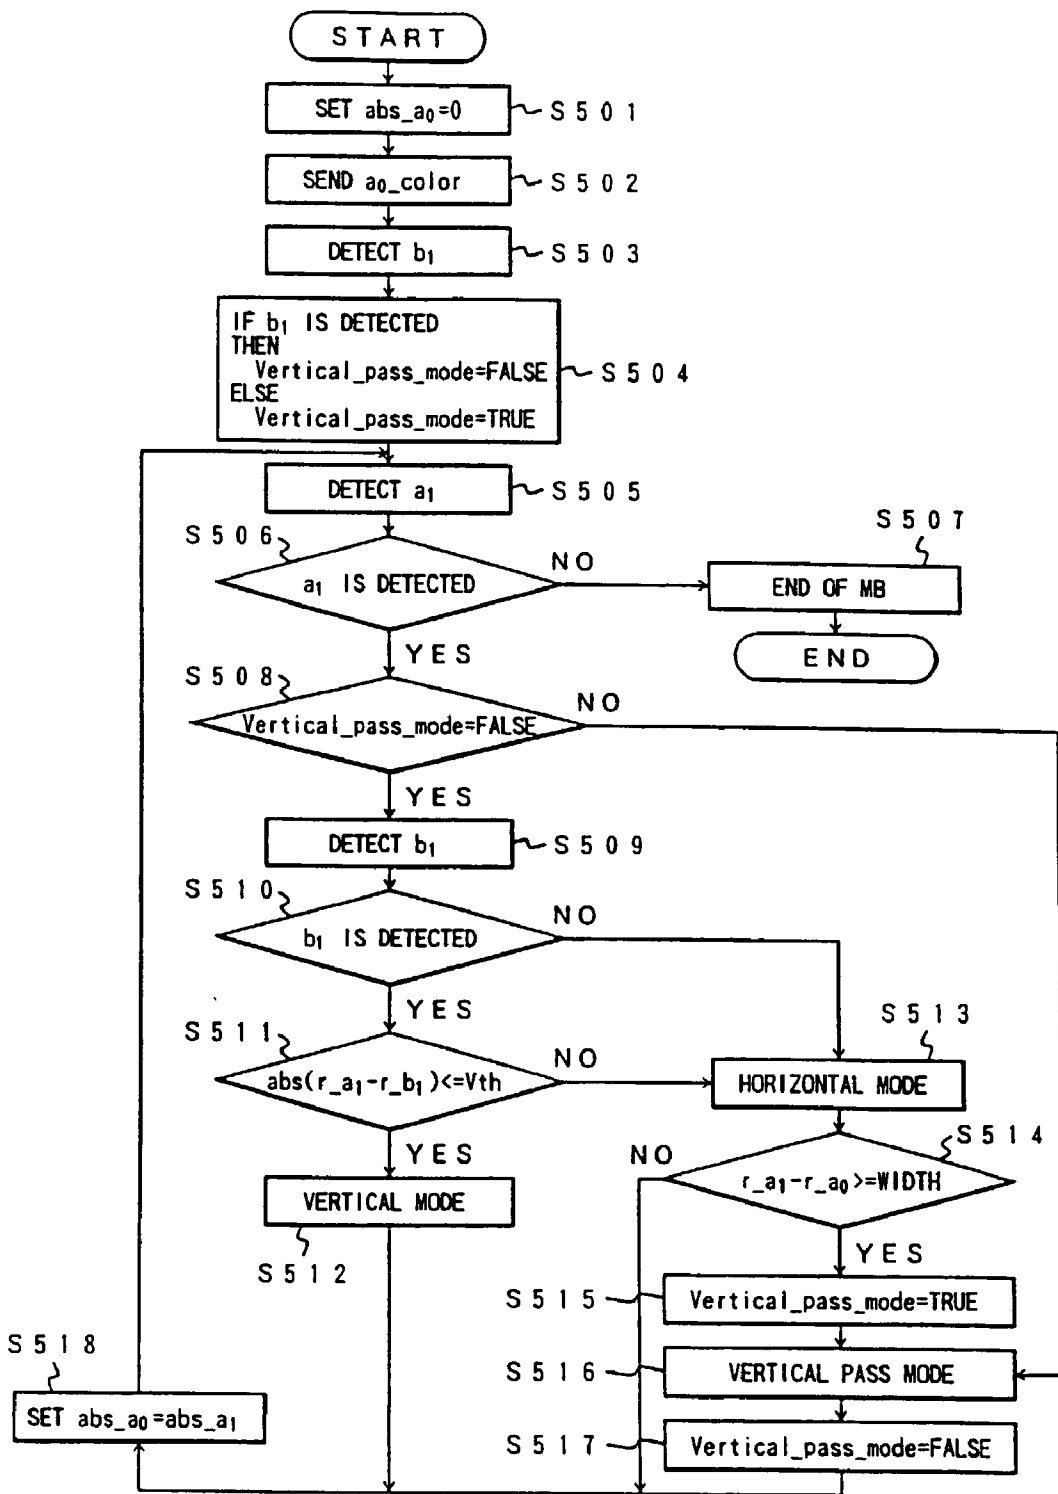 START
SET abs_a0=0
S501
SEND a0_color
S502
DETECT b1
S503
IF b1 IS DETECTED
THEN
Vertical_pass_mode=FALSE
ELSE
Vertical_pass_mode=TRUE
S504
DETECT a1
S505
S506
a1 IS DETECTED
NO
S507
END OF MB
END
YES
S508
Vertical_pass_mode=FALSE
NO
YES
DETECT b1
S509
S510
b1 IS DETECTED
NO
YES
S511
abs(r_a1-r_b1)<=Vth
NO
S513
HORIZONTAL MODE
YES
VERTICAL MODE
S512
S514
NO
r_a1-r_a0>=WIDTH
YES
S515
Vertical_pass_mode=TRUE
S516
VERTICAL PASS MODE
S517
Vertical_pass_mode=FALSE
S518
SET abs_a0=abs_a1